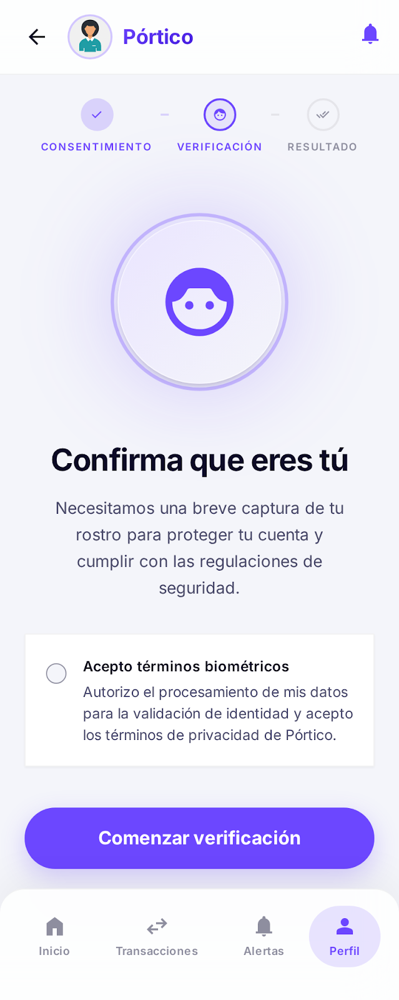 Pórtico
CONSENTIMIENTO
VERIFICACIÓN
RESULTADO
Confirma que eres tú
Necesitamos una breve captura de tu
rostro para proteger tu cuenta y
cumplir con las regulaciones de
seguridad.
Acepto términos biométricos
Autorizo el procesamiento de mis datos
para la validación de identidad y acepto
los términos de privacidad de Pórtico.
Comenzar verificación
Inicio
Transacciones
Alertas
Perfil